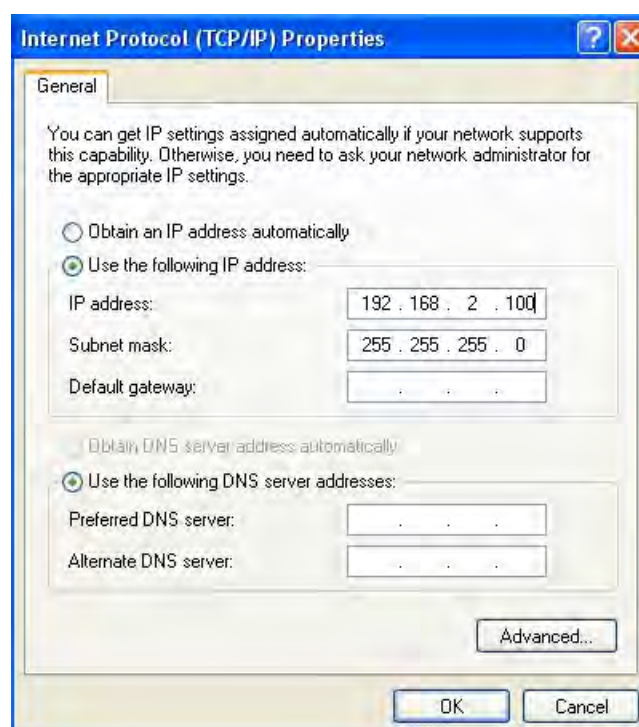 Internet Protocol (TCP/IP) Properties
General
You can get IP settings assigned automatically if your network supports
this capability. Otherwise, you need to ask your network administrator for
the appropriate IP settings.
Obtain an IP address automatically
Use the following IP address:
IP address: 192 . 168 . 2 . 100
Subnet mask: 255 . 255 . 255 . 0
Default gateway: . . .
Obtain DNS server address automatically
Use the following DNS server addresses:
Preferred DNS server: . . .
Alternate DNS server: . . .
Advanced...
OK Cancel